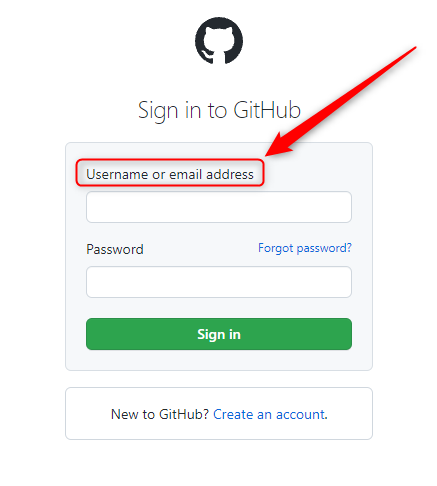 Sign in to GitHub
Username or email address
Password
Forgot password?
Sign in
New to GitHub? Create an account.